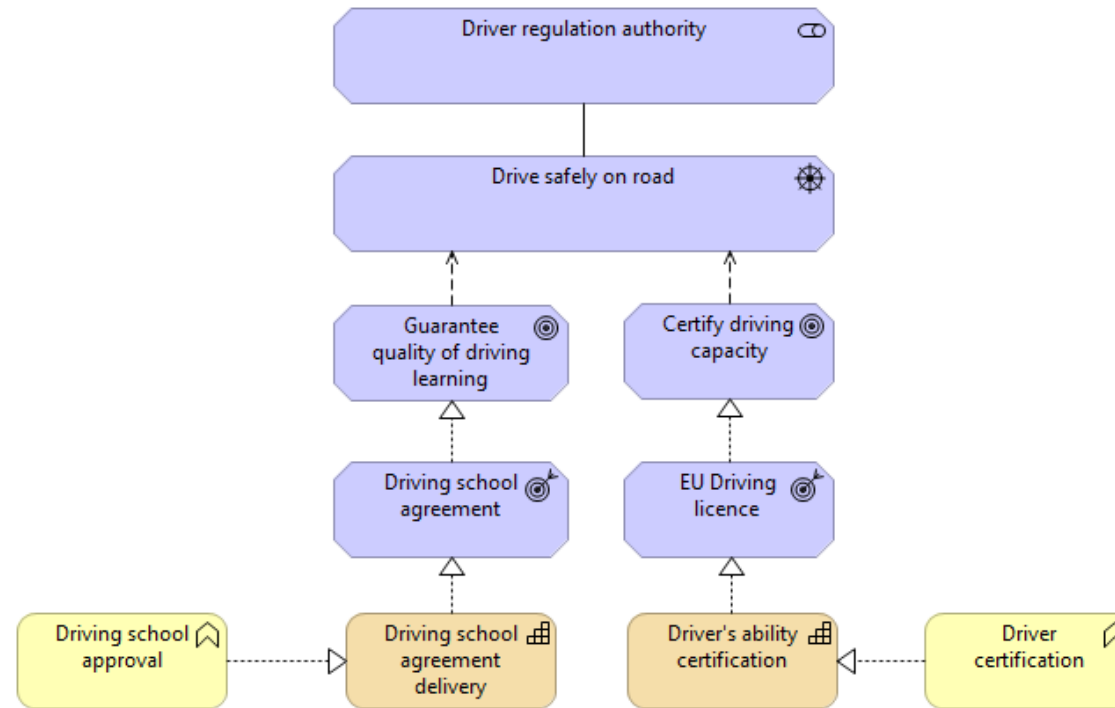 Driver regulation authority
Drive safely on road
Guarantee
quality of driving
learning
Certify driving
capacity
Driving school
agreement
EU Driving
licence
Driving school
approval
Driving school
agreement
delivery
Driver's ability
certification
Driver
certification